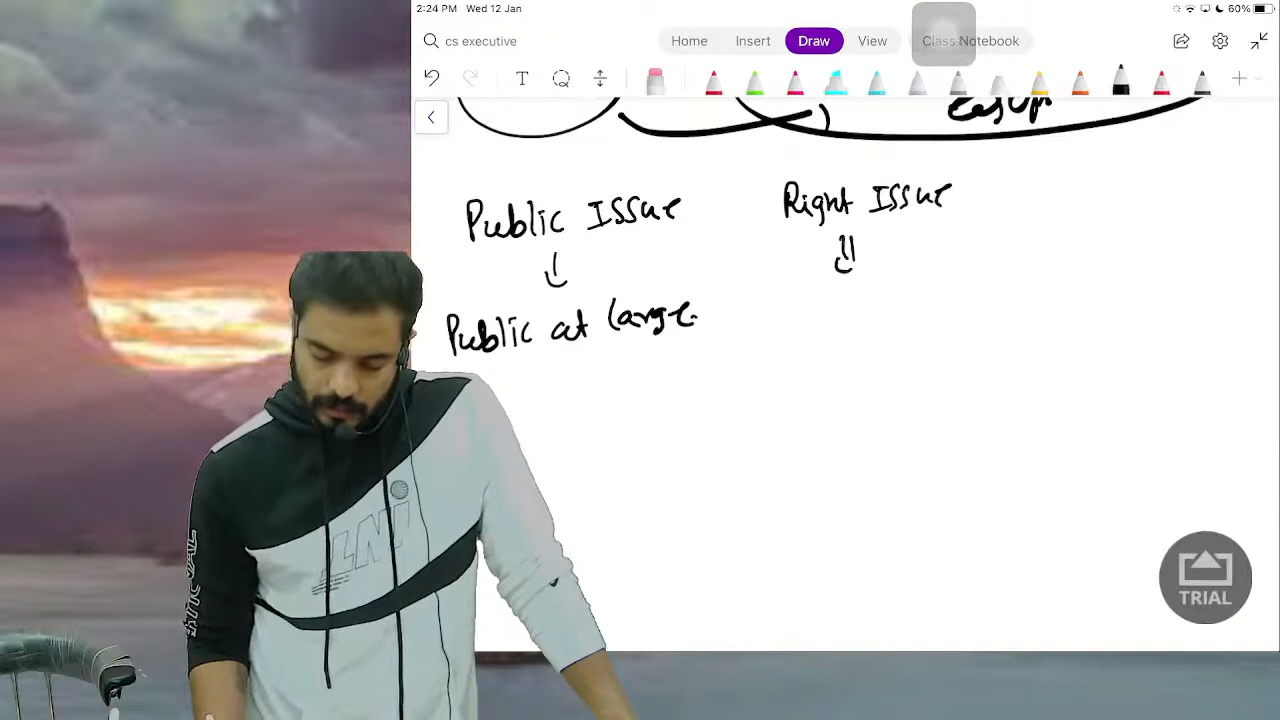 2:24 PM Wed 12 Jan
60%
cs executive
Home Insert Draw View Class Notebook
T
Public Issue
Right Issue
Public at large.
TRIAL